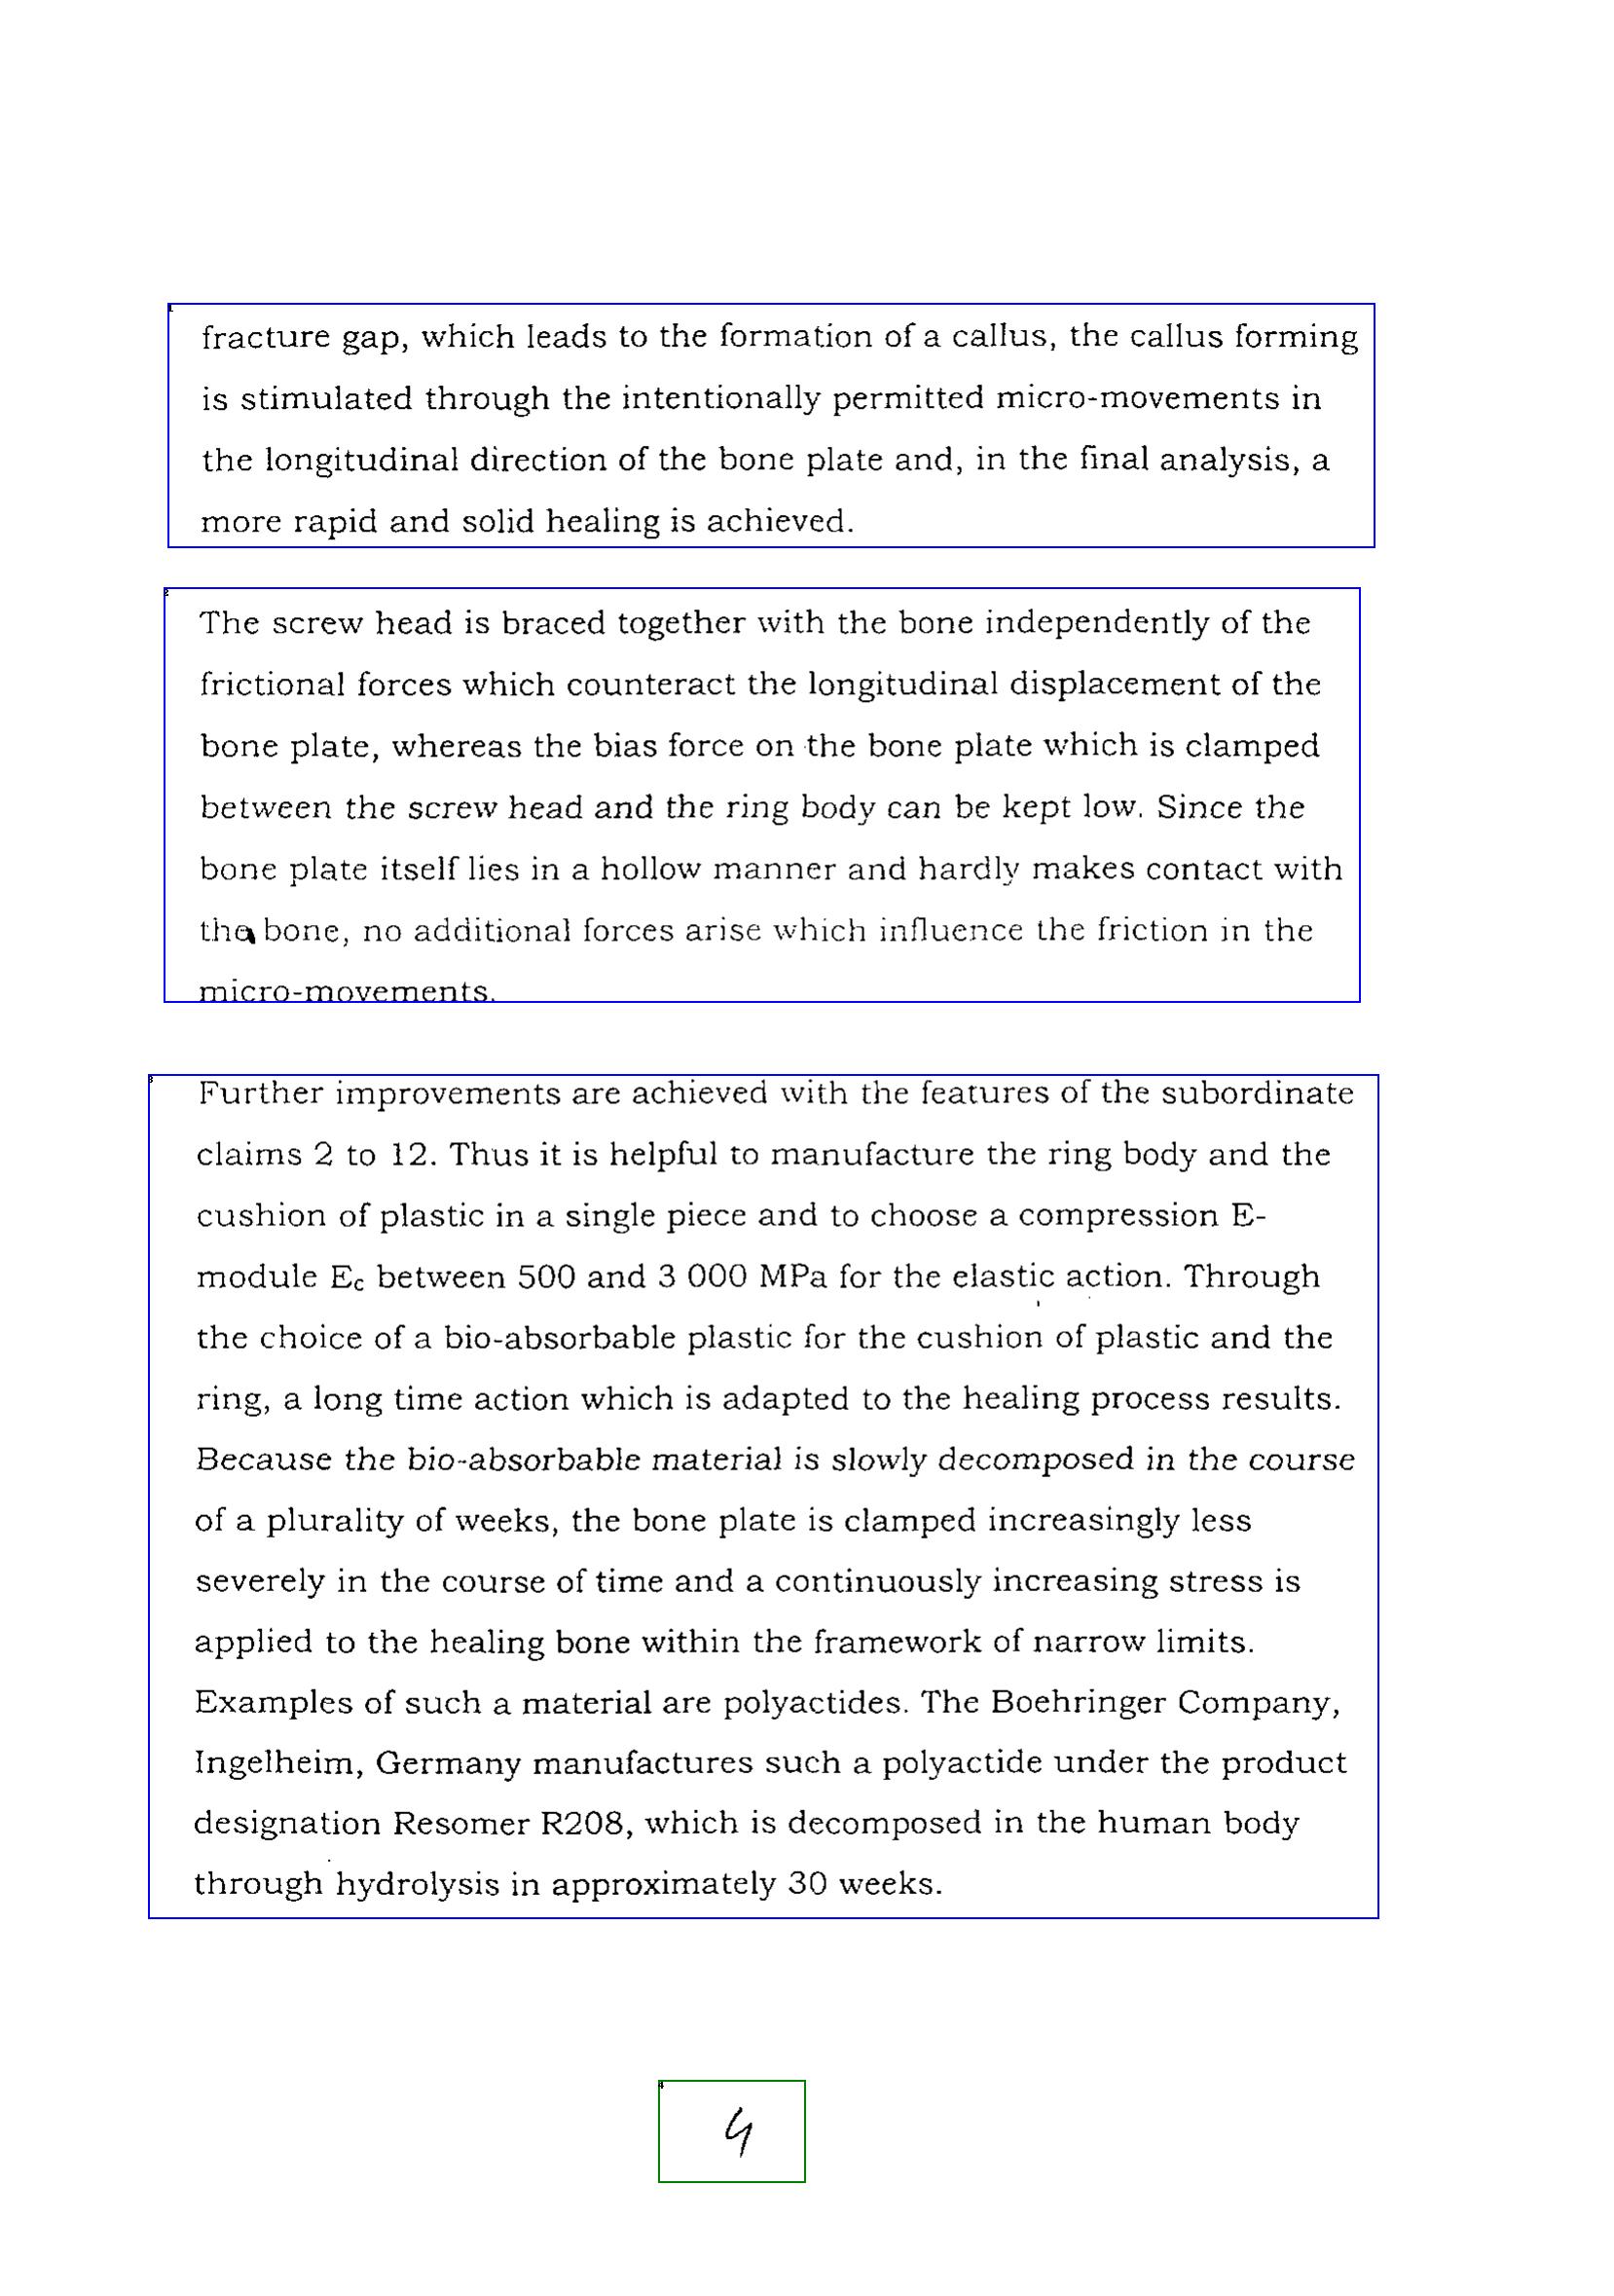 fracture gap, which leads to the formation of a callus, the callus forming
is stimulated through the intentionally permitted micro-movements in
the longitudinal direction of the bone plate and, in the final analysis, a
more rapid and solid healing is achieved.
The screw head is braced together with the bone independently of the
frictional forces which counteract the longitudinal displacement of the
bone plate, whereas the bias force on the bone plate which is clamped
between the screw head and the ring body can be kept low. Since the
bone plate itself lies in a hollow manner and hardly makes contact with
the bone, no additional forces arise which influence the friction in the
micro-movements.
Further improvements are achieved with the features of the subordinate
claims 2 to 12. Thus it is helpful to manufacture the ring body and the
cushion of plastic in a single piece and to choose a compression E-
module Ec between 500 and 3 000 MPa for the elastic action. Through
the choice of a bio-absorbable plastic for the cushion of plastic and the
ring, a long time action which is adapted to the healing process results.
Because the bio-absorbable material is slowly decomposed in the course
of a plurality of weeks, the bone plate is clamped increasingly less
severely in the course of time and a continuously increasing stress is
applied to the healing bone within the framework of narrow limits.
Examples of such a material are polyactides. The Boehringer Company,
Ingelheim, Germany manufactures such a polyactide under the product
designation Resomer R208, which is decomposed in the human body
through hydrolysis in approximately 30 weeks.
4